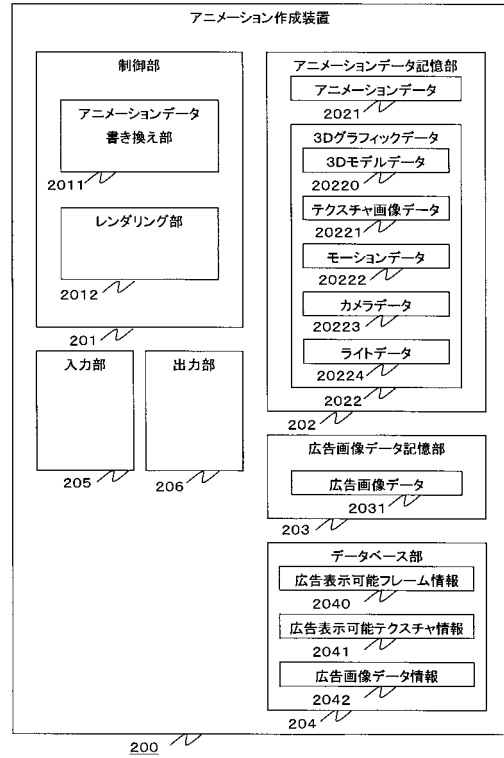 アニメーション作成装置
制御部
アニメーションデータ
書き換え部
2011
レンダリング部
2012
201
入力部
205
出力部
206
アニメーションデータ記憶部
アニメーションデータ
2021
3Dグラフィックデータ
3Dモデルデータ
20220
テクスチャ画像データ
20221
モーションデータ
20222
カメラデータ
20223
ライトデータ
20224
2022
202
広告画像データ記憶部
広告画像データ
2031
203
データベース部
広告表示可能フレーム情報
2040
広告表示可能テクスチャ情報
2041
広告画像データ情報
2042
204
200